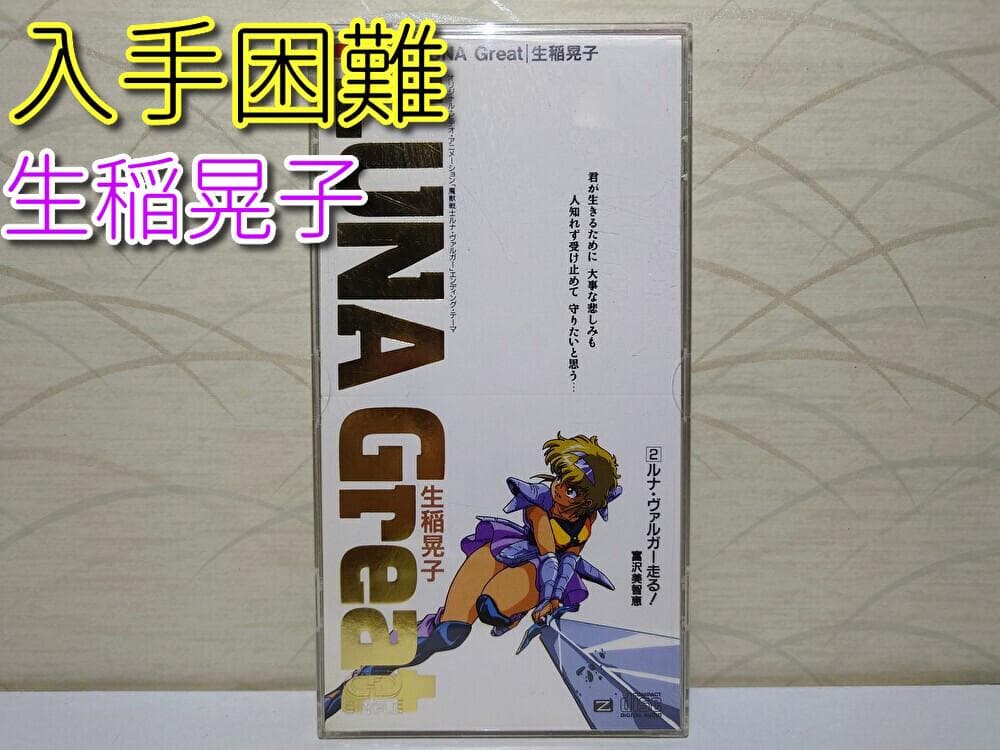 入手困難
生稲晃子
UNA Great|生稲晃子
オリジナル・ビデオ・アニメーション「魔獣戦士ルナ・ヴァルガー」エンディング・テーマ
LUNA Great
生稲晃子
君が生きるために 大事な悲しみも
人知れず受け止めて 守りたいと思う…
2 ルナ・ヴァルガー走る!
富沢美智恵
Z
COMPACT
disc
DIGITAL AUDIO